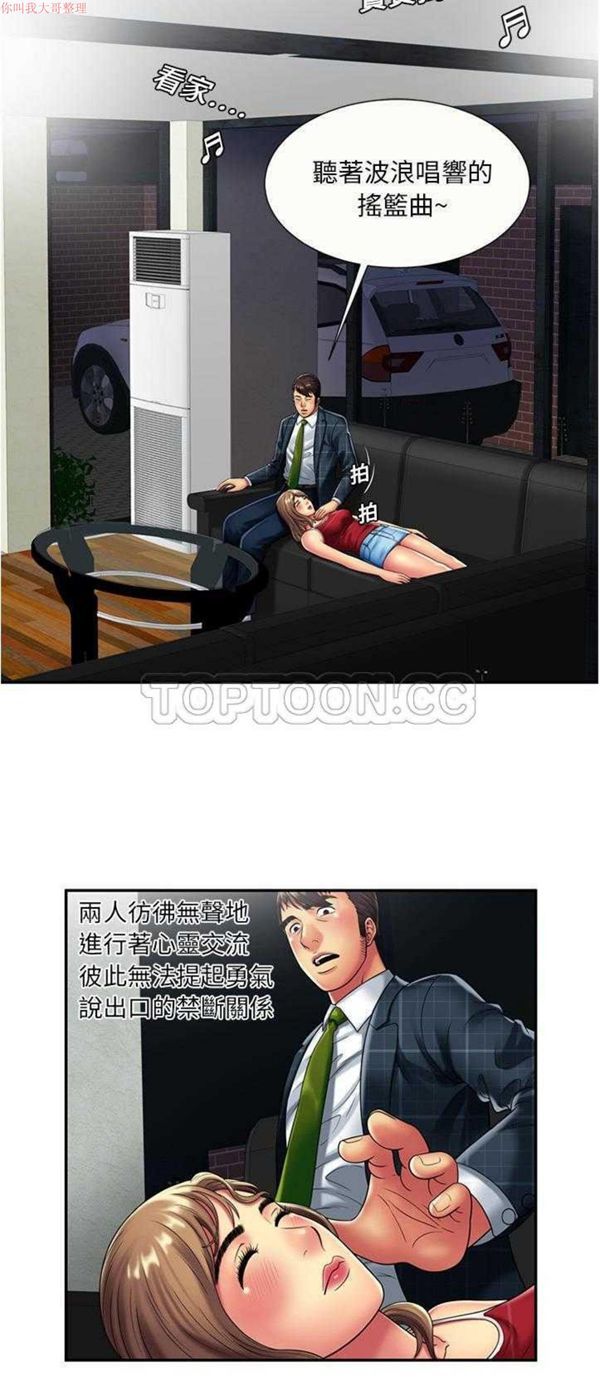 你叫我大哥整理
看家....
聽著波浪唱響的
搖籃曲~
拍
拍
TOPTOON.CC
兩人彷彿無聲地
進行著心靈交流
彼此無法提起勇氣
說出口的禁斷關係